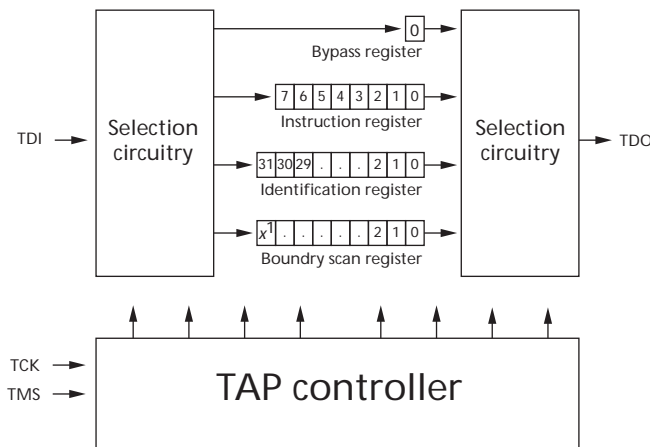 0
Bypass register
7 6 5 4 3 2 1 0
Instruction register
TDI
Selection
circuitry
Selection
circuitry
TDO
31 30 29 . . . 2 1 0
Identification register
x¹ . . . . . 2 1 0
Boundry scan register
TCK
TMS
TAP controller